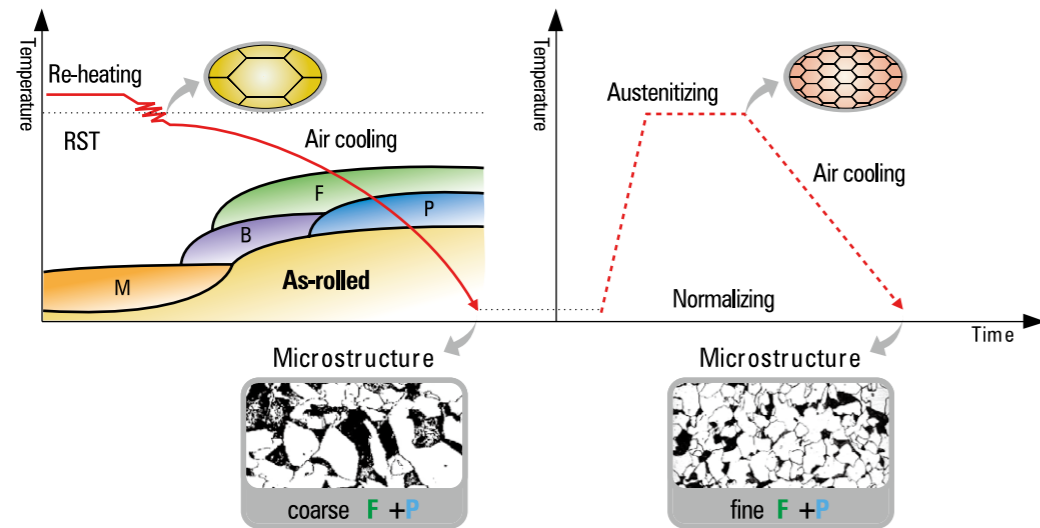 Temperature
Re-heating
RST
Air cooling
F
P
B
M
As-rolled
Temperature
Austenitizing
Air cooling
Normalizing
Time
Microstructure
coarse F +P
Microstructure
fine F +P